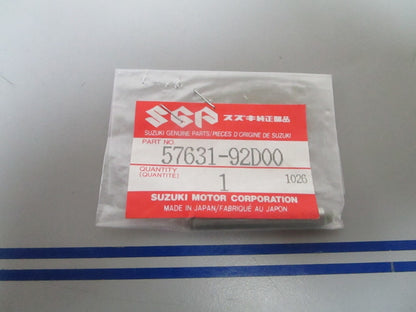 SGP スズキ純正部品
SUZUKI GENUINE PARTS/PIECES D'ORIGINE DE SUZUKI
PART NO.
57631-92D00
QUANTITY
(QUANTITÉ) 1 1026
SUZUKI MOTOR CORPORATION
MADE IN JAPAN/FABRIQUÉ AU JAPON